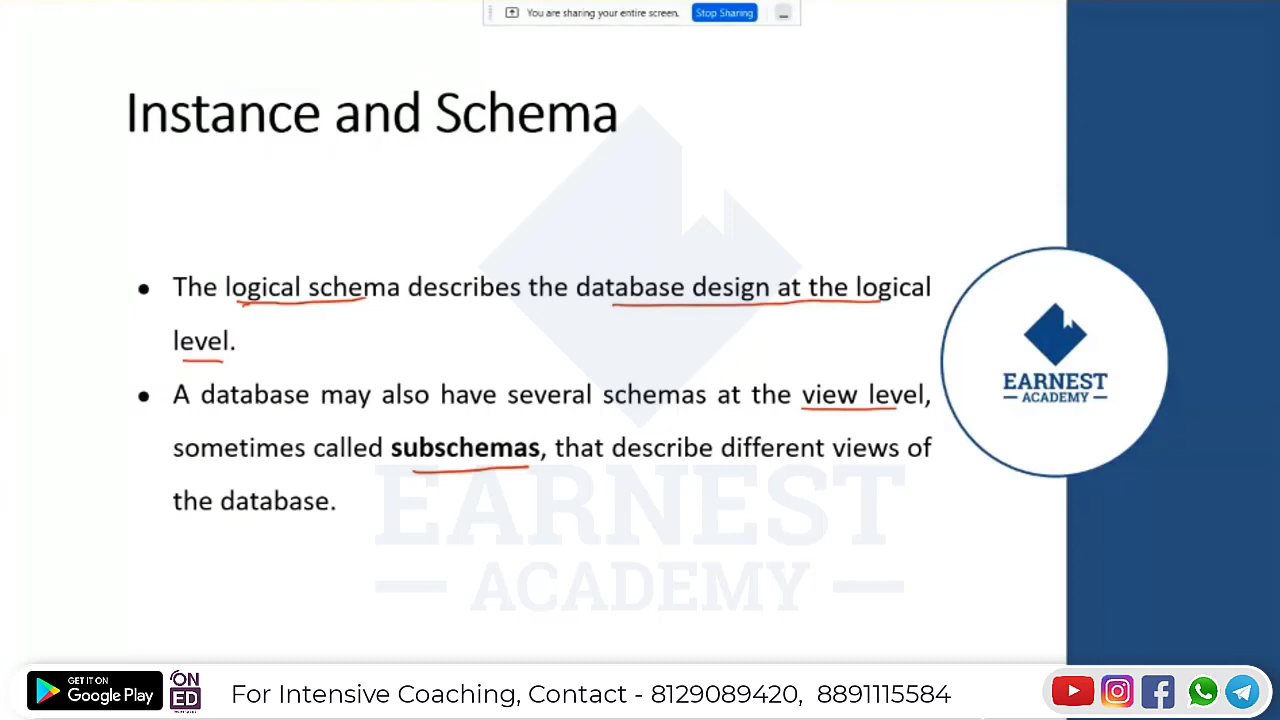 You are sharing your entire screen. Stop Sharing
Instance and Schema
● The logical schema describes the database design at the logical
level.
● A database may also have several schemas at the view level,
sometimes called subschemas, that describe different views of
the database.
EARNEST
ACADEMY
EARNEST
ACADEMY
GET IT ON
Google Play
ON
ED
For Intensive Coaching, Contact - 8129089420, 8891115584